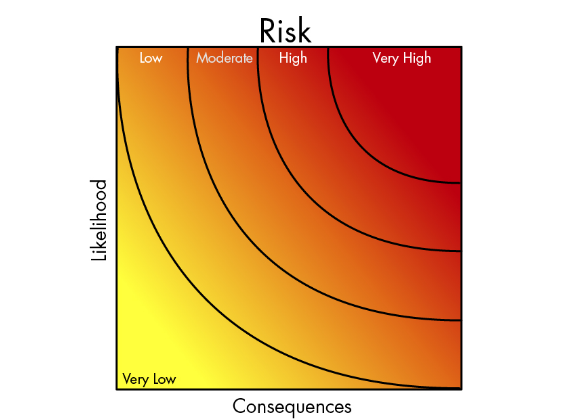 Risk
Low
Moderate
High
Very High
Likelihood
Very Low
Consequences